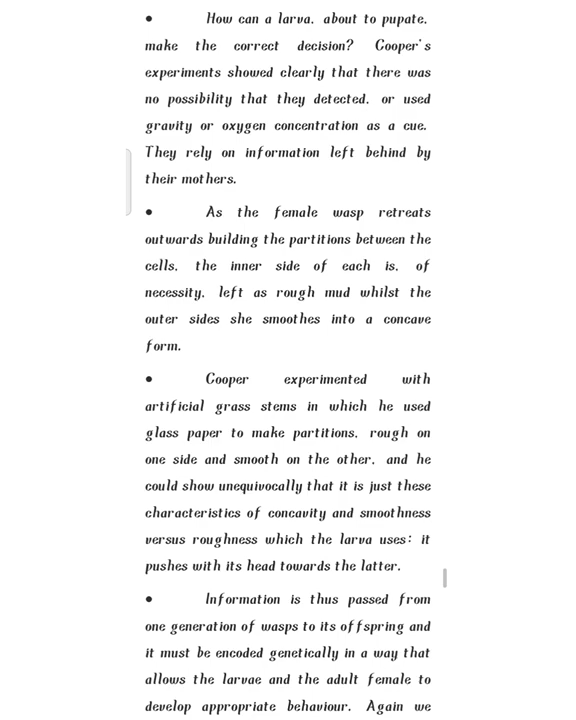 • How can a larva, about to pupate,
make the correct decision? Cooper's
experiments showed clearly that there was
no possibility that they detected, or used
gravity or oxygen concentration as a cue.
They rely on information left behind by
their mothers.
• As the female wasp retreats
outwards building the partitions between the
cells, the inner side of each is, of
necessity, left as rough mud whilst the
outer sides she smoothes into a concave
form.
• Cooper experimented with
artificial grass stems in which he used
glass paper to make partitions, rough on
one side and smooth on the other, and he
could show unequivocally that it is just these
characteristics of concavity and smoothness
versus roughness which the larva uses: it
pushes with its head towards the latter.
• Information is thus passed from
one generation of wasps to its offspring and
it must be encoded genetically in a way that
allows the larvae and the adult female to
develop appropriate behaviour. Again we